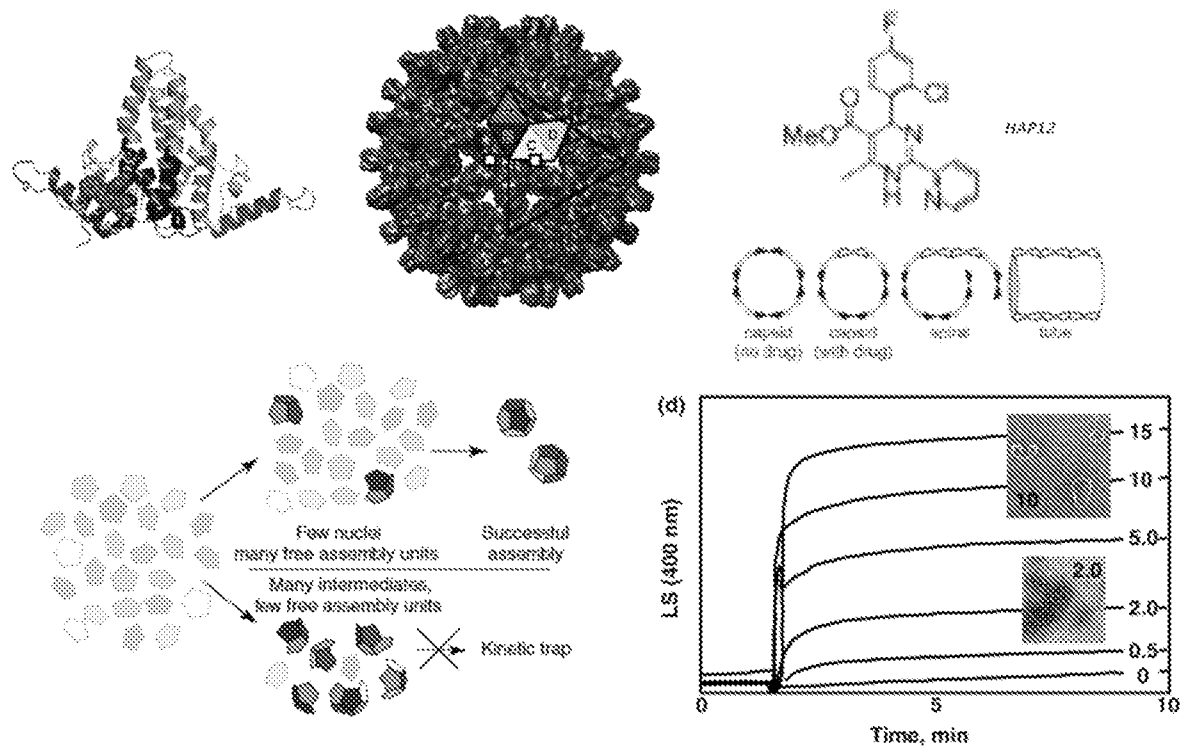 F
Cl
O
MeO
N
HAP12
N
H
N
capsid
(no drug)
capsid
(with drug)
spiral
tube
Few nuclei
many free assembly units
Successful
assembly
Many intermediates,
few free assembly units
Kinetic trap
(d)
LS (400 nm)
15
10
10
5.0
2.0
2.0
0.5
0
0
5
10
Time, min